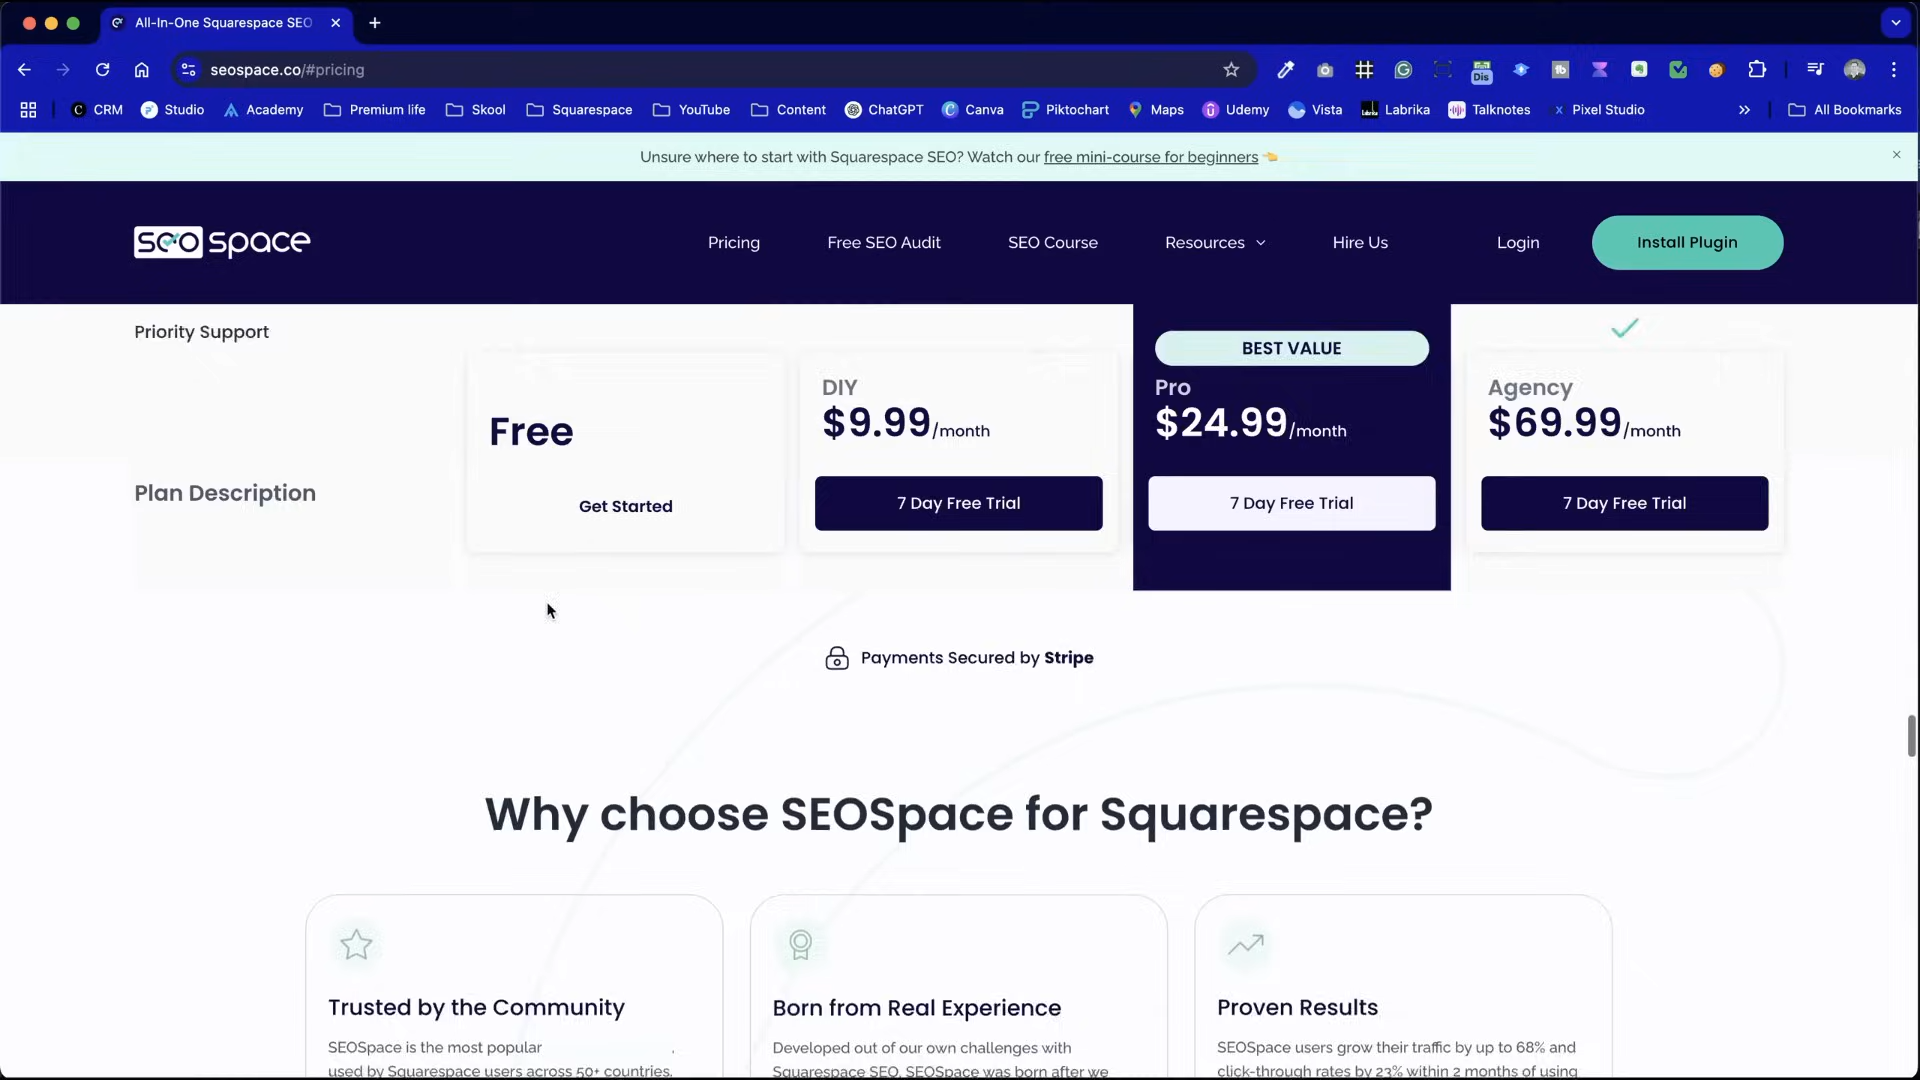 All-In-One Squarespace SEO
seospace.co/#pricing
Dis
CRM
Studio
Academy
Premium life
Skool
Squarespace
YouTube
Content
ChatGPT
Canva
Piktochart
Maps
Udemy
Vista
Labrika
Talknotes
Pixel Studio
All Bookmarks
Unsure where to start with Squarespace SEO? Watch our free mini-course for beginners 👈
seo space
Pricing
Free SEO Audit
SEO Course
Resources
Hire Us
Login
Install Plugin
Priority Support
Plan Description
Free
Get Started
DIY
$9.99/month
7 Day Free Trial
BEST VALUE
Pro
$24.99/month
7 Day Free Trial
Agency
$69.99/month
7 Day Free Trial
Payments Secured by Stripe
Why choose SEOSpace for Squarespace?
Trusted by the Community
SEOSpace is the most popular
used by Squarespace users across 50+ countries.
Born from Real Experience
Developed out of our own challenges with
Squarespace SEO, SEOSpace was born after we
Proven Results
SEOSpace users grow their traffic by up to 68% and
click-through rates by 23% within 2 months of using